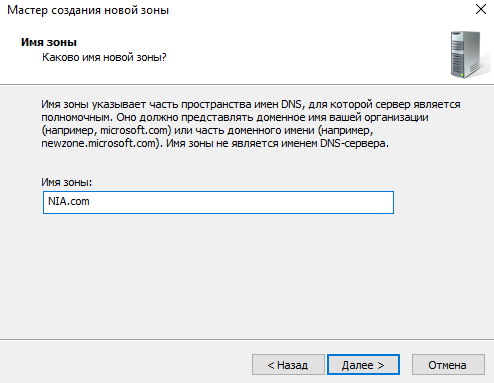 Мастер создания новой зоны
Имя зоны
Каково имя новой зоны?
Имя зоны указывает часть пространства имен DNS, для которой сервер является
полномочным. Оно должно представлять доменное имя вашей организации
(например, microsoft.com) или часть доменного имени (например,
newzone.microsoft.com). Имя зоны не является именем DNS-сервера.
Имя зоны:
NIA.com
< Назад
Далее >
Отмена